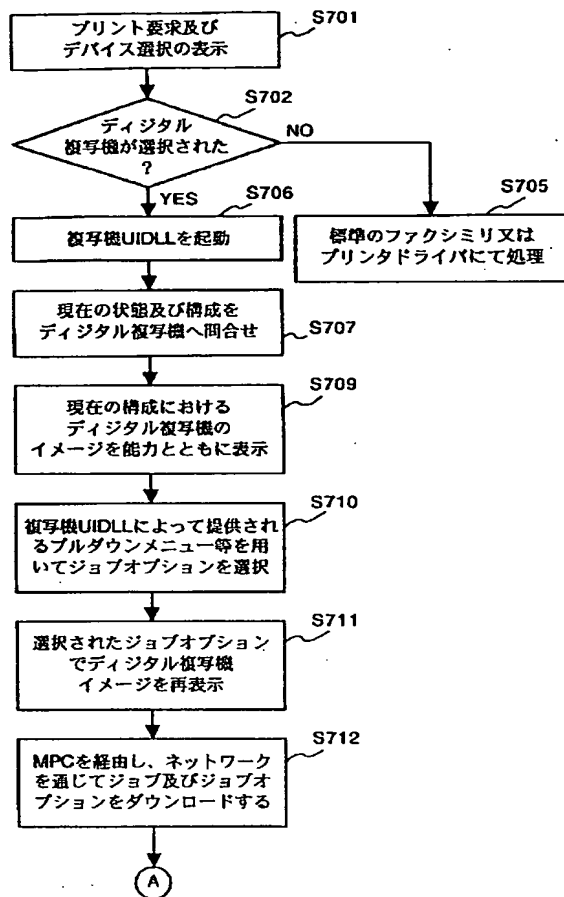 S701
プリント要求及び
デバイス選択の表示
S702
ディジタル
複写機が選択された
?
NO
YES
S705
標準のファクシミリ又は
プリンタドライバにて処理
S706
複写機UIDLLを起動
現在の状態及び構成を
ディジタル複写機へ問合せ
S707
S709
現在の構成における
ディジタル複写機の
イメージを能力とともに表示
S710
複写機UIDLLによって提供され
るプルダウンメニュー等を用
いてジョブオプションを選択
S711
選択されたジョブオプション
でディジタル複写機
イメージを再表示
S712
MPCを経由し、ネットワーク
を通じてジョブ及びジョブオ
プションをダウンロードする
A